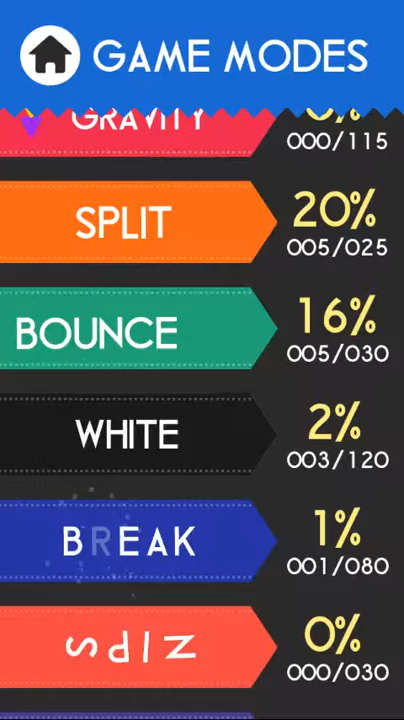 GAME MODES
GRAVITY 0%
000/115
SPLIT 20%
005/025
BOUNCE 16%
005/030
WHITE 2%
003/120
BREAK 1%
001/080
ZIPS 0%
000/030